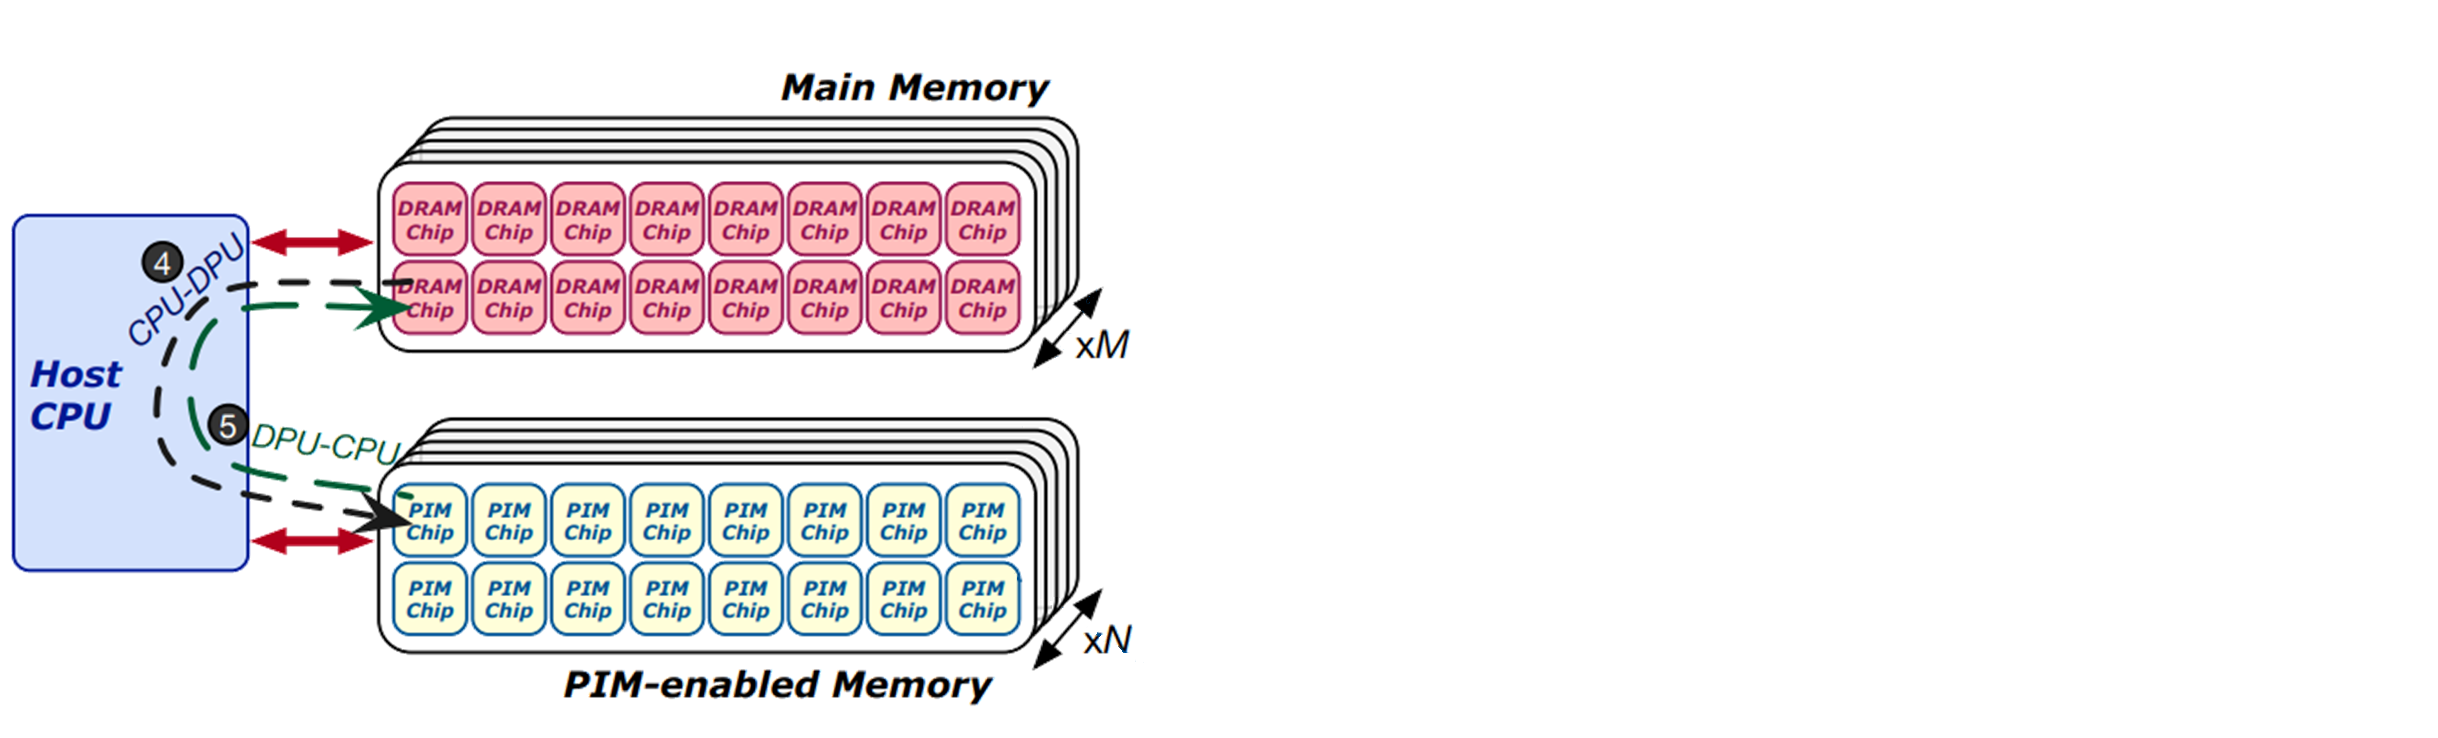 Main Memory
DRAM DRAM DRAM DRAM DRAM DRAM DRAM DRAM
Chip Chip Chip Chip Chip Chip Chip Chip
DRAM DRAM DRAM DRAM DRAM DRAM DRAM DRAM
Chip Chip Chip Chip Chip Chip Chip Chip
xM
4
CPU-DPU
Host
CPU
5
DPU-CPU
PIM PIM PIM PIM PIM PIM PIM PIM
Chip Chip Chip Chip Chip Chip Chip Chip
PIM PIM PIM PIM PIM PIM PIM PIM
Chip Chip Chip Chip Chip Chip Chip Chip
xN
PIM-enabled Memory